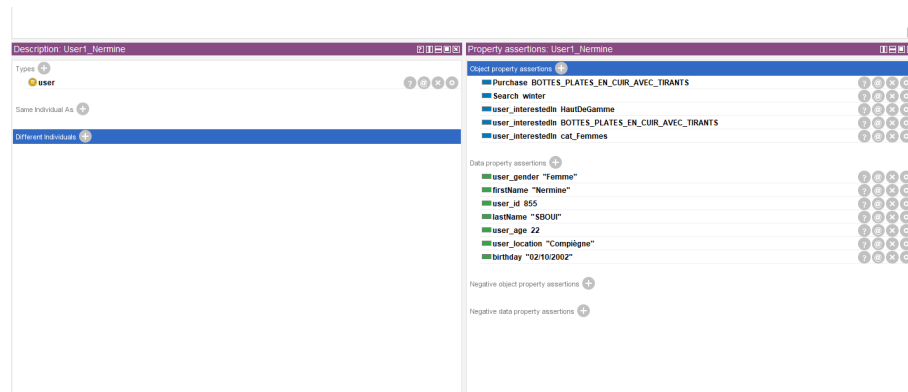 Description: User1_Nermine
Types
user
Same Individual As
Different Individuals
Property assertions: User1_Nermine
Object property assertions
Purchase BOTTES_PLATES_EN_CUIR_AVEC_TIRANTS
Search winter
user_interestedIn HautDeGamme
user_interestedIn BOTTES_PLATES_EN_CUIR_AVEC_TIRANTS
user_interestedIn cat_Femmes
Data property assertions
user_gender "Femme"
firstName "Nermine"
user_id 855
lastName "SBOUI"
user_age 22
user_location "Compiègne"
birthday "02/10/2002"
Negative object property assertions
Negative data property assertions